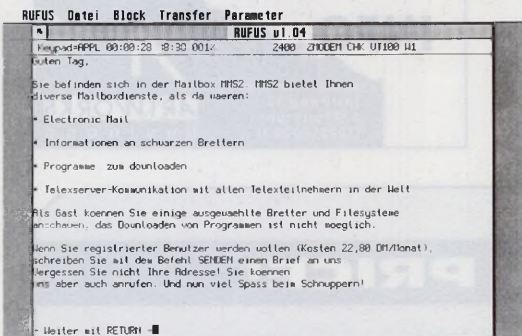 RUFUS Datei Block Transfer Parameter
RUFUS v1.04
Keypad=APPL 00:00:28 18:30 001% 2400 ZMODEM CHK VT100 W1
Guten Tag,
Sie befinden sich in der Mailbox MMS2. MMS2 bietet Ihnen
diverse Mailboxdienste, als da waeren:
* Electronic Mail
* Informationen an schwarzen Brettern
* Programme zum downloaden
* Telexserver-Kommunikation mit allen Telexteilnehmern in der Welt
Als Gast koennen Sie einige ausgewaehlte Bretter und Filesysteme
anschauen, das Downloaden von Programmen ist nicht moeglich.
Wenn Sie registrierter Benutzer werden wollen (Kosten 22,80 DM/Monat),
schreiben Sie mit dem Befehl SENDEN einen Brief an uns
Vergessen Sie nicht Ihre Adresse! Sie koennen
uns aber auch anrufen. Und nun viel Spass beim Schnuppern!
- Weiter mit RETURN -